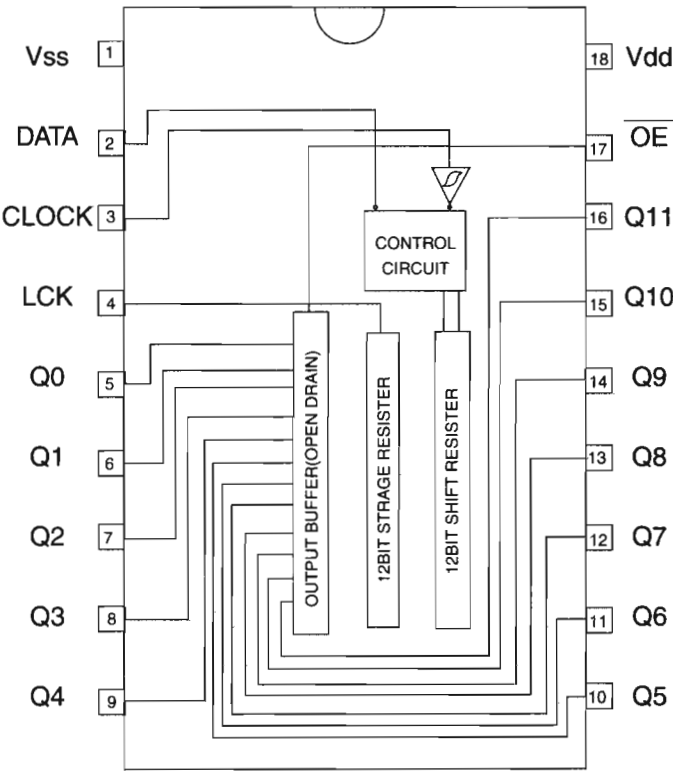 Vss 1 18 Vdd
DATA 2 17 OE
CLOCK 3 16 Q11
CONTROL
CIRCUIT
LCK 4 15 Q10
Q0 5 14 Q9
Q1 6 13 Q8
Q2 7 12 Q7
Q3 8 11 Q6
Q4 9 10 Q5
OUTPUT BUFFER(OPEN DRAIN)
12BIT STRAGE RESISTER
12BIT SHIFT RESISTER